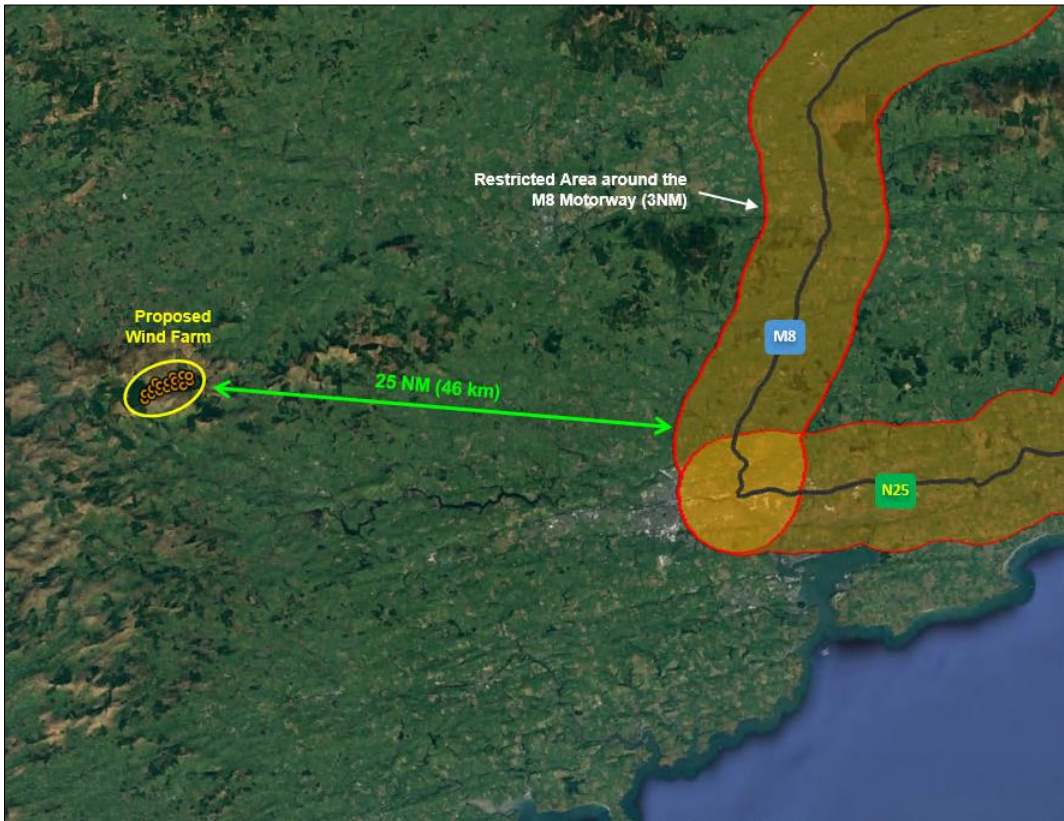 Restricted Area around the
M8 Motorway (3NM)
Proposed
Wind Farm
M8
25 NM (46 km)
N25